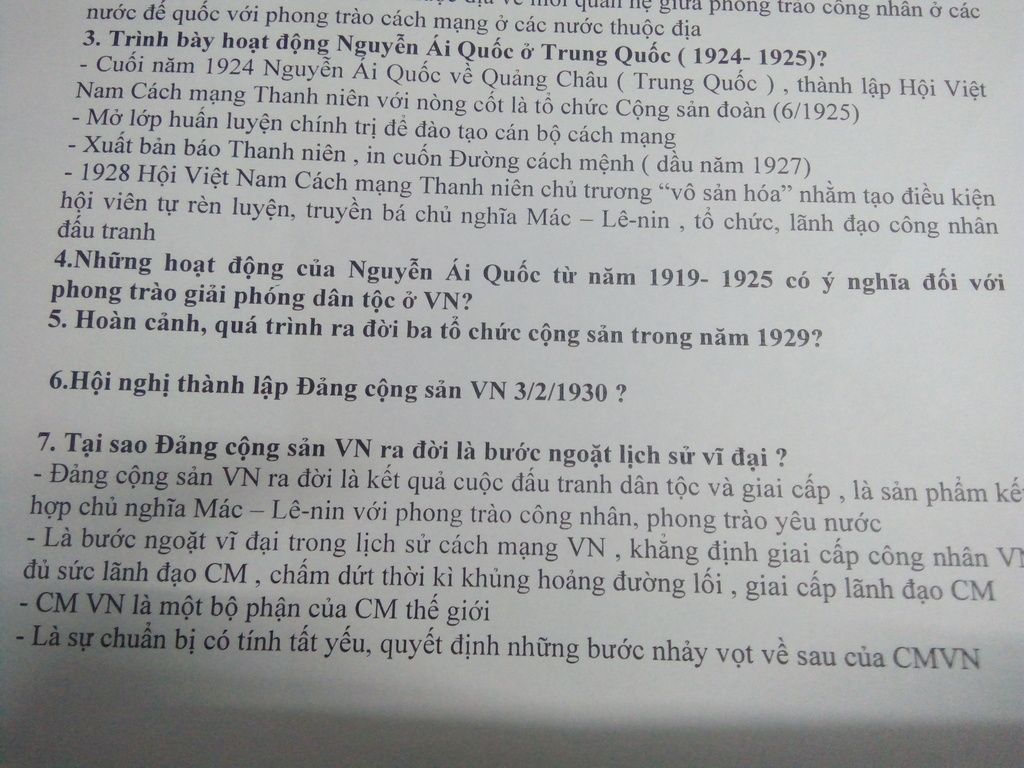 địa về mối quan hệ giữa phong trào công nhân ở các
nước đế quốc với phong trào cách mạng ở các nước thuộc địa
3. Trình bày hoạt động Nguyễn Ái Quốc ở Trung Quốc ( 1924- 1925)?
- Cuối năm 1924 Nguyễn Ái Quốc về Quảng Châu ( Trung Quốc ) , thành lập Hội Việt
Nam Cách mạng Thanh niên với nòng cốt là tổ chức Cộng sản đoàn (6/1925)
- Mở lớp huấn luyện chính trị để đào tạo cán bộ cách mạng
- Xuất bản báo Thanh niên , in cuốn Đường cách mệnh ( dầu năm 1927)
- 1928 Hội Việt Nam Cách mạng Thanh niên chủ trương “vô sản hóa” nhằm tạo điều kiện
hội viên tự rèn luyện, truyền bá chủ nghĩa Mác – Lê-nin , tổ chức, lãnh đạo công nhân
đấu tranh
4.Những hoạt động của Nguyễn Ái Quốc từ năm 1919- 1925 có ý nghĩa đối với
phong trào giải phóng dân tộc ở VN?
5. Hoàn cảnh, quá trình ra đời ba tổ chức cộng sản trong năm 1929?
6.Hội nghị thành lập Đảng cộng sản VN 3/2/1930 ?
7. Tại sao Đảng cộng sản VN ra đời là bước ngoặt lịch sử vĩ đại ?
- Đảng cộng sản VN ra đời là kết quả cuộc đấu tranh dân tộc và giai cấp , là sản phẩm kết
hợp chủ nghĩa Mác – Lê-nin với phong trào công nhân, phong trào yêu nước
- Là bước ngoặt vĩ đại trong lịch sử cách mạng VN , khẳng định giai cấp công nhân VN
đủ sức lãnh đạo CM , chấm dứt thời kì khủng hoảng đường lối , giai cấp lãnh đạo CM
- CM VN là một bộ phận của CM thế giới
- Là sự chuẩn bị có tính tất yếu, quyết định những bước nhảy vọt về sau của CMVN